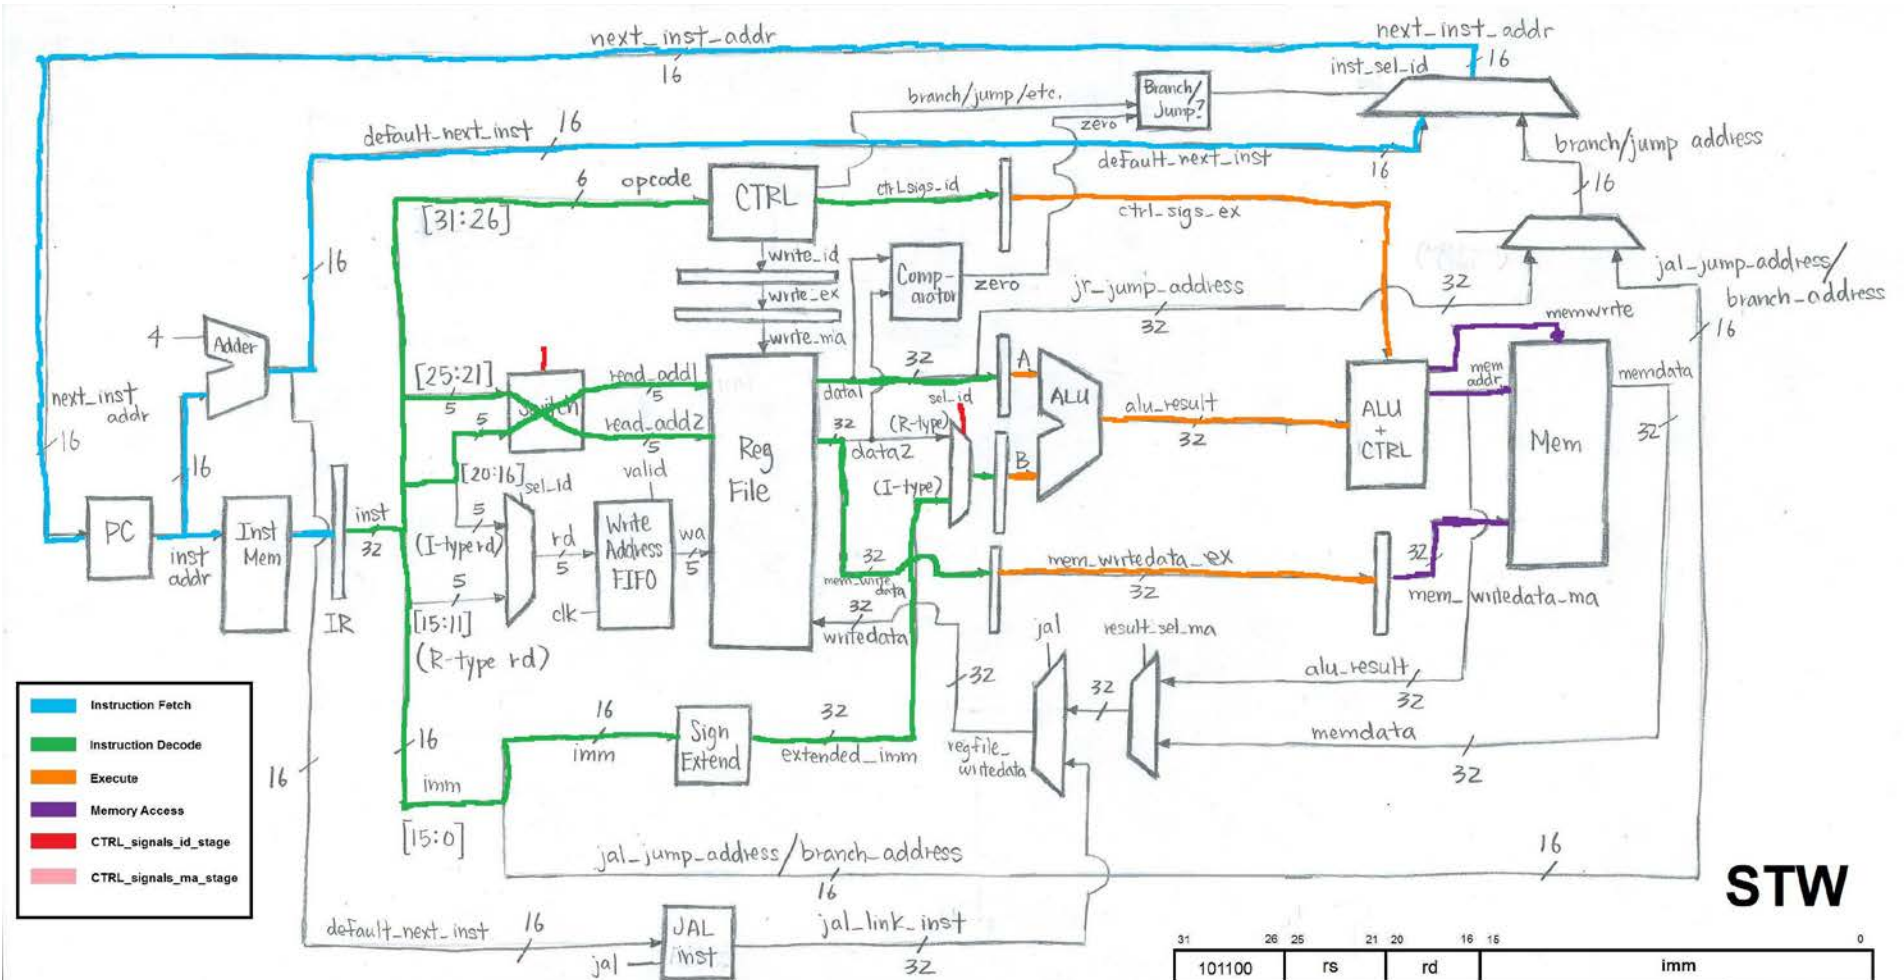 next_inst_addr
16
next_inst_addr
16
inst_sel_id
Branch/
Jump?
branch/jump/etc.
zero
default_next_inst
16
default_next_inst
16
branch/jump address
16
6
opcode
[31:26]
CTRL
ctrlsigs_id
ctrl_sigs_ex
write_id
write_ex
write_ma
Comp-
arator
zero
jr_jump_address
32
32
jal_jump_address/
branch_address
16
16
4
Adder
next_inst
addr
16
16
[25:21]
5
5
Switch
read_add1
5
read_add2
5
[20:16]
sel_id
valid
Reg
File
data1
32
sel_id
(R-type)
32
data2
(I-type)
A
B
ALU
alu_result
32
ALU
+
CTRL
memwrite
mem
addr
Mem
memdata
32
PC
inst
addr
Inst
Mem
IR
inst
32
5
(I-type rd)
5
[15:11]
(R-type rd)
rd
5
Write
Address
FIFO
clk
wa
5
32
mem_write
data
32
writedata
mem_writedata_ex
32
32
mem_writedata_ma
jal
result_sel_ma
alu_result
32
32
32
memdata
32
regfile_
writedata
16
imm
[15:0]
16
imm
Sign
Extend
32
extended_imm
16
jal_jump_address/branch_address
16
16
default_next_inst
16
jal
JAL
inst
jal_link_inst
32
Instruction Fetch
Instruction Decode
Execute
Memory Access
CTRL_signals_id_stage
CTRL_signals_ma_stage
STW
31 26 25 21 20 16 15 0
101100 rs rd imm